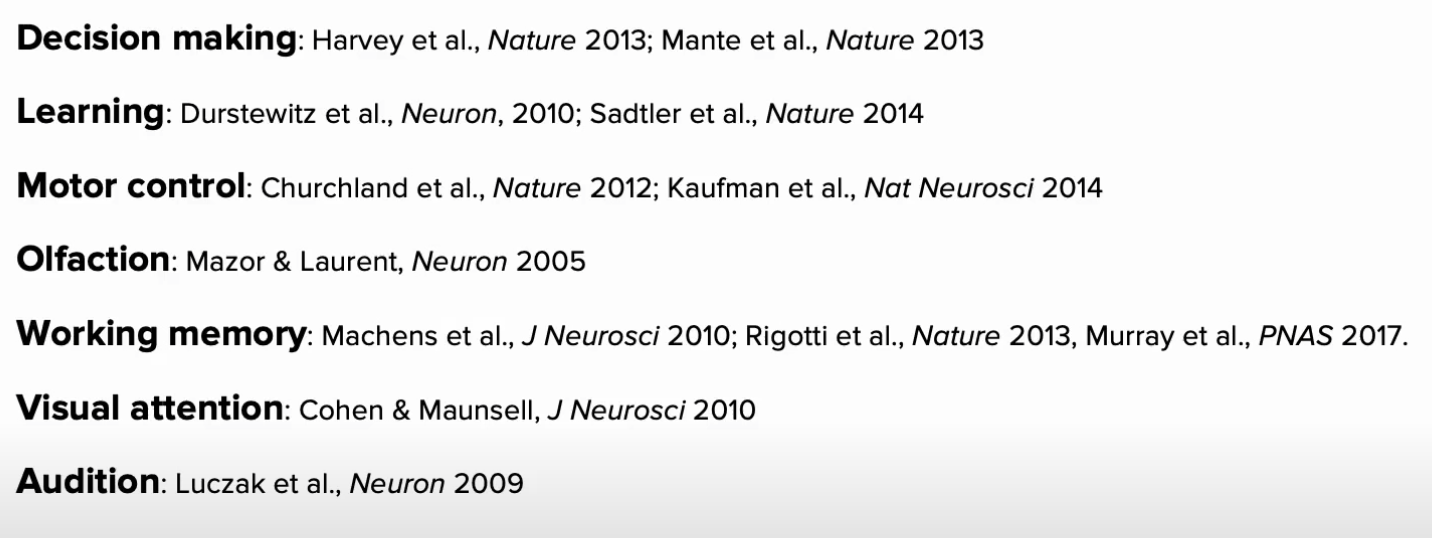 Decision making: Harvey et al., Nature 2013; Mante et al., Nature 2013
Learning: Durstewitz et al., Neuron, 2010; Sadtler et al., Nature 2014
Motor control: Churchland et al., Nature 2012; Kaufman et al., Nat Neurosci 2014
Olfaction: Mazor & Laurent, Neuron 2005
Working memory: Machens et al., J Neurosci 2010; Rigotti et al., Nature 2013, Murray et al., PNAS 2017.
Visual attention: Cohen & Maunsell, J Neurosci 2010
Audition: Luczak et al., Neuron 2009